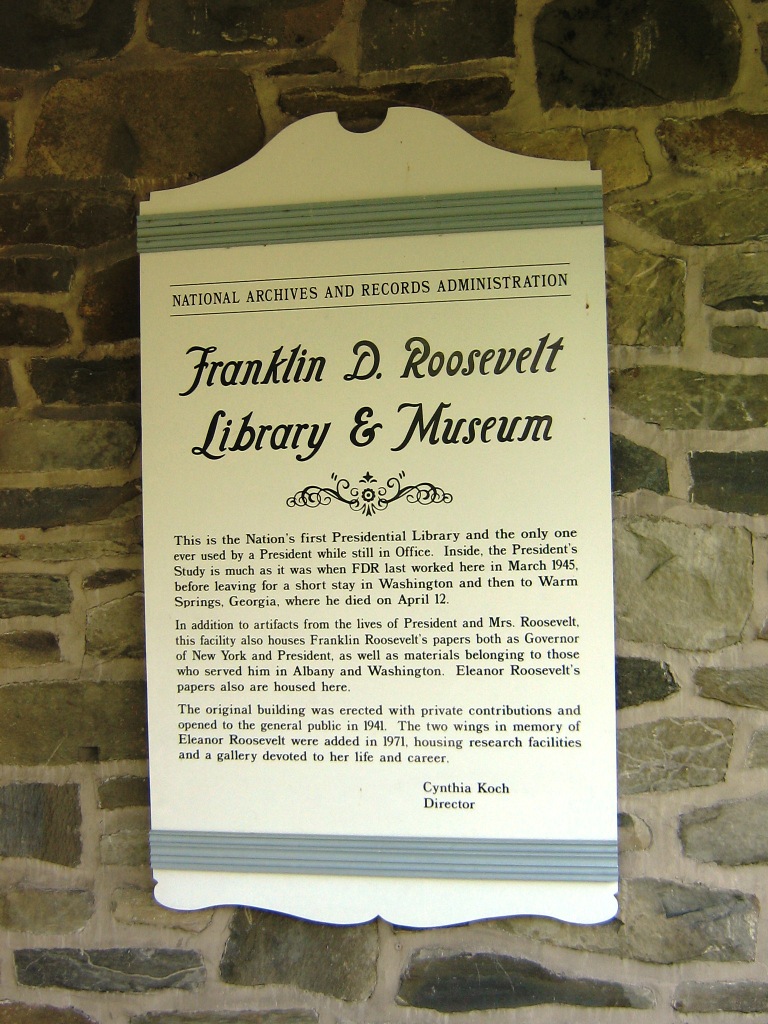 NATIONAL ARCHIVES AND RECORDS ADMINISTRATION
Franklin D. Roosevelt
Library & Museum
This is the Nation's first Presidential Library and the only one
ever used by a President while still in Office. Inside, the President's
Study is much as it was when FDR last worked here in March 1945,
before leaving for a short stay in Washington and then to Warm
Springs, Georgia, where he died on April 12.
In addition to artifacts from the lives of President and Mrs. Roosevelt,
this facility also houses Franklin Roosevelt's papers both as Governor
of New York and President, as well as materials belonging to those
who served him in Albany and Washington. Eleanor Roosevelt's
papers also are housed here.
The original building was erected with private contributions and
opened to the general public in 1941. The two wings in memory of
Eleanor Roosevelt were added in 1971, housing research facilities
and a gallery devoted to her life and career.
Cynthia Koch
Director